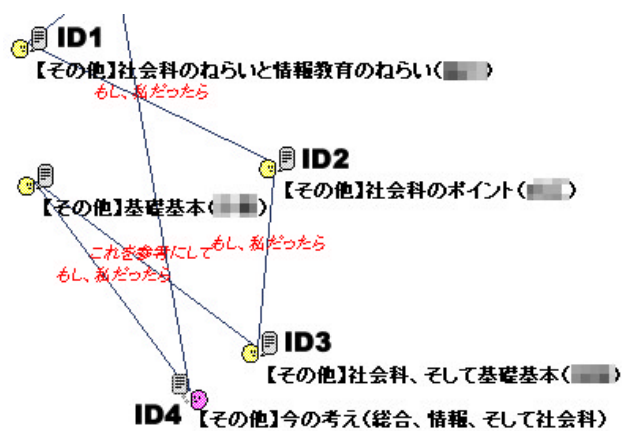 ID1
【その他】社会科のねらいと情報教育のねらい( )
もし、私だったら
ID2
【その他】社会科のポイント( )
【その他】基礎基本( )
これを参考にして
もし、私だったら
もし、私だったら
ID3
【その他】社会科、そして基礎基本( )
ID4
【その他】今の考え(総合、情報、そして社会科)